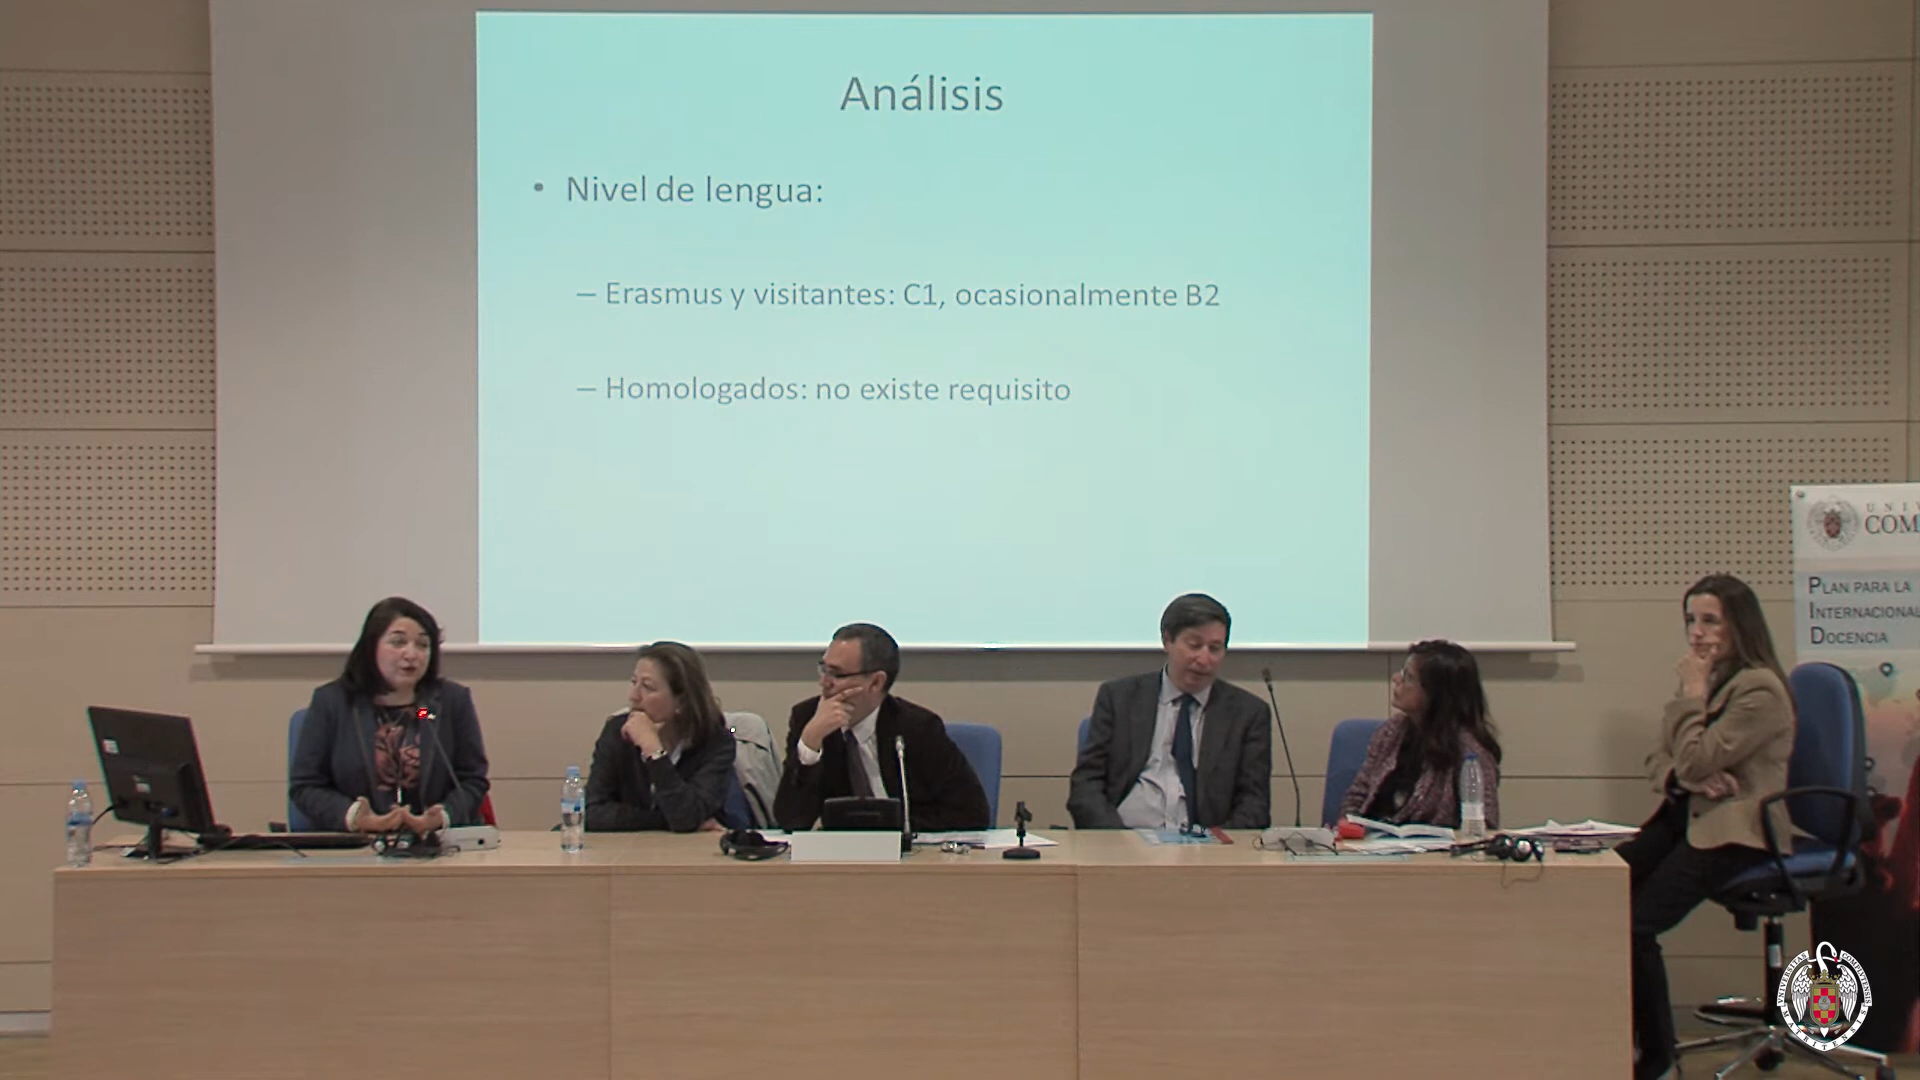 Análisis
• Nivel de lengua:
– Erasmus y visitantes: C1, ocasionalmente B2
– Homologados: no existe requisito
UNIV
COM
PLAN PARA LA
INTERNACIONAL
DOCENCIA